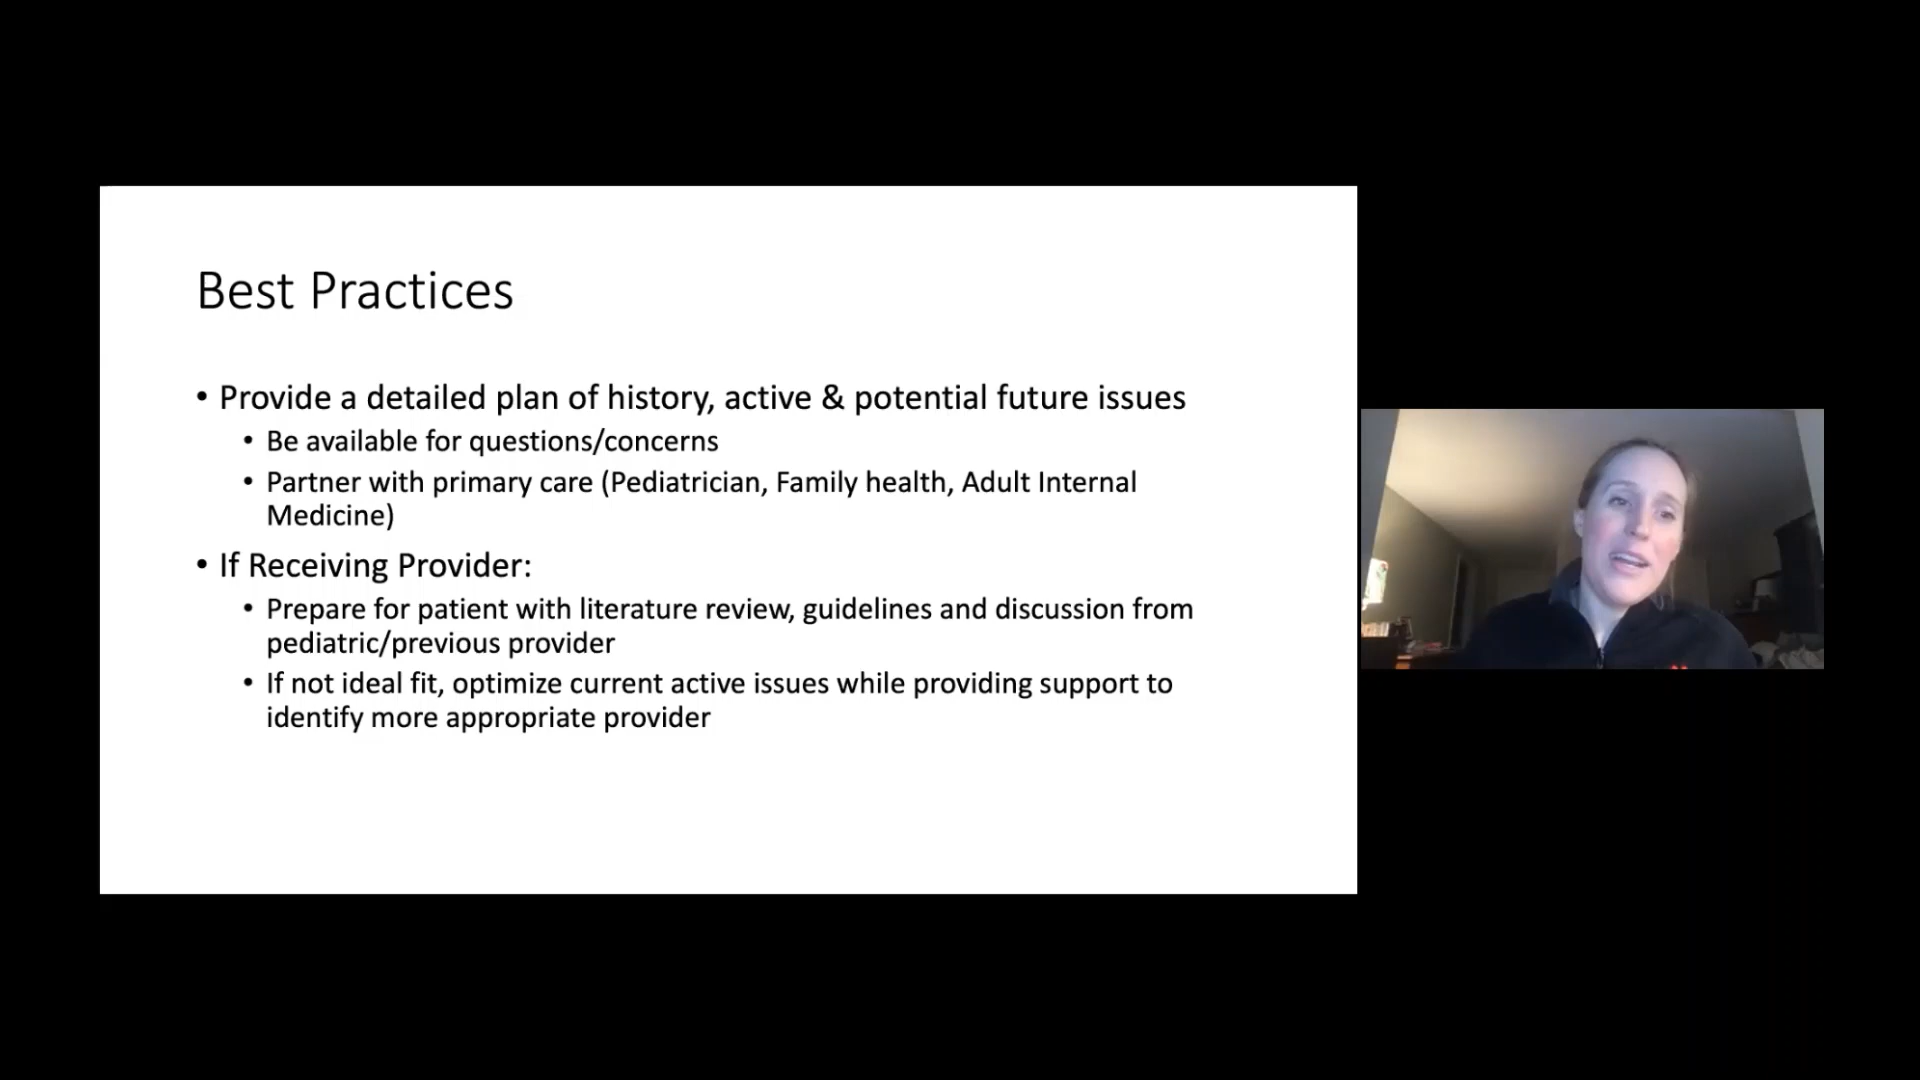 Best Practices
• Provide a detailed plan of history, active & potential future issues
• Be available for questions/concerns
• Partner with primary care (Pediatrician, Family health, Adult Internal
Medicine)
• If Receiving Provider:
• Prepare for patient with literature review, guidelines and discussion from
pediatric/previous provider
• If not ideal fit, optimize current active issues while providing support to
identify more appropriate provider